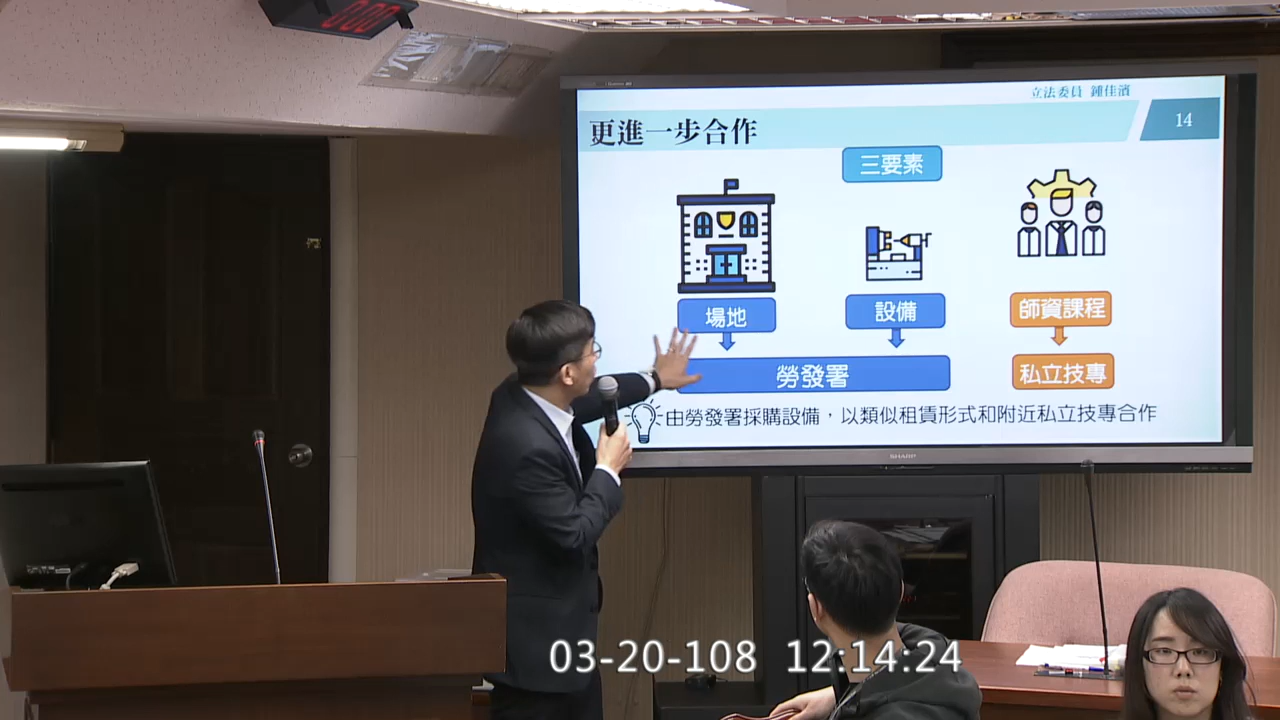 立法委員 鍾佳濱
更進一步合作
14
三要素
場地
設備
師資課程
勞發署
私立技專
由勞發署採購設備，以類似租賃形式和附近私立技專合作
SHARP
03-20-108 12:14:24